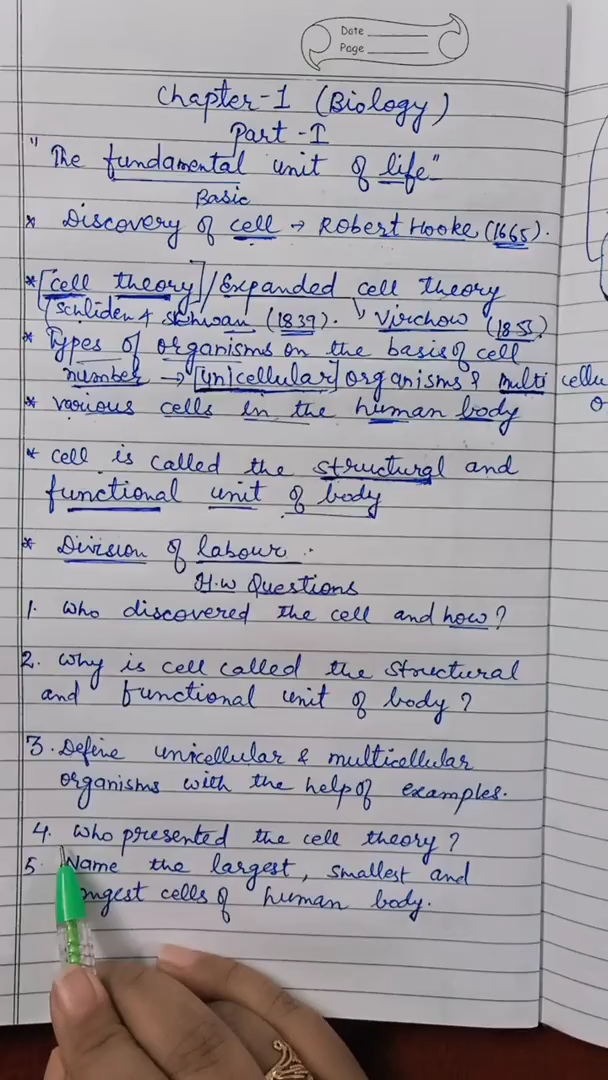 Date
Page
Chapter-1 (Biology)
Part -I
"The fundamental unit of life"
Basic
* Discovery of cell → Robert Hooke (1665).
* [cell theory]/Expanded cell theory
(Schliden & Shwan (1839). ↳ Virchow (1855)
* Types of organisms on the basis of cell
number → [unicellular] organisms & multi cellu
* various cells in the human body
* cell is called the structural and
functional unit of body
* Division of labour.
H.w Questions
1. Who discovered the cell and how?
2. Why is cell called the structural
and functional unit of body?
3. Define unicellular & multicellular
organisms with the help of examples.
4. Who presented the cell theory?
5. Name the largest, smallest and
ngest cells of human body.